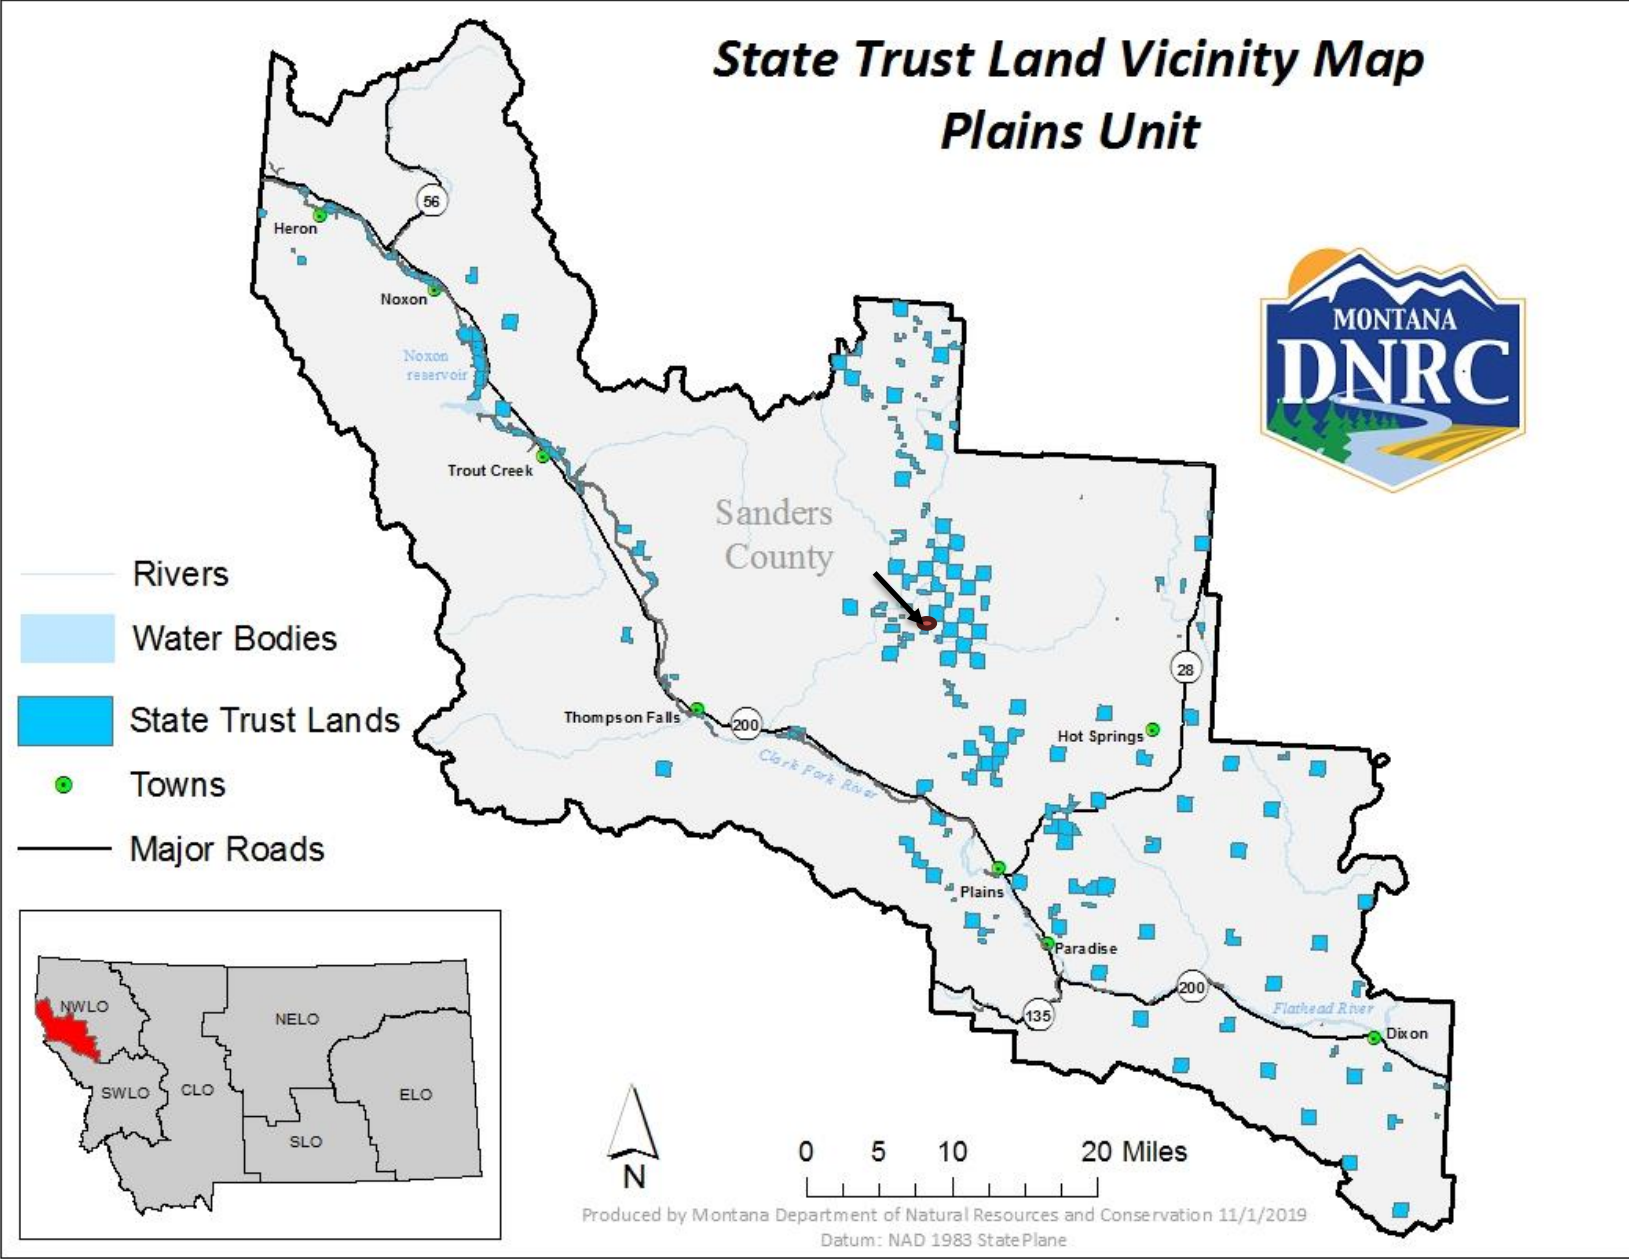 State Trust Land Vicinity Map
Plains Unit
56
Heron
Noxon
Noxon
reservoir
Trout Creek
MONTANA
DNRC
Sanders
County
Rivers
Water Bodies
State Trust Lands
Towns
Major Roads
28
Thompson Falls
200
Hot Springs
Clark Fork River
Plains
Paradise
200
135
Flathead River
Dixon
NWLO
NELO
SWLO
CLO
ELO
SLO
N
0 5 10 20 Miles
Produced by Montana Department of Natural Resources and Conservation 11/1/2019
Datum: NAD 1983 StatePlane